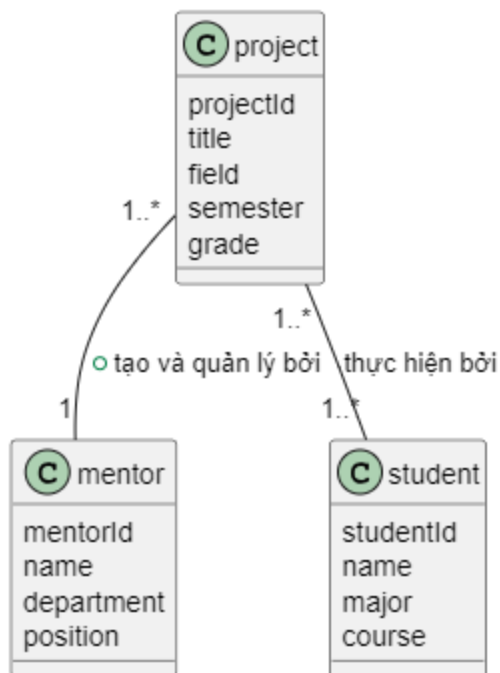 C project
projectId
title
field
semester
grade
1..*
1..*
tạo và quản lý bởi
thực hiện bởi
1
1..*
C mentor
mentorId
name
department
position
C student
studentId
name
major
course